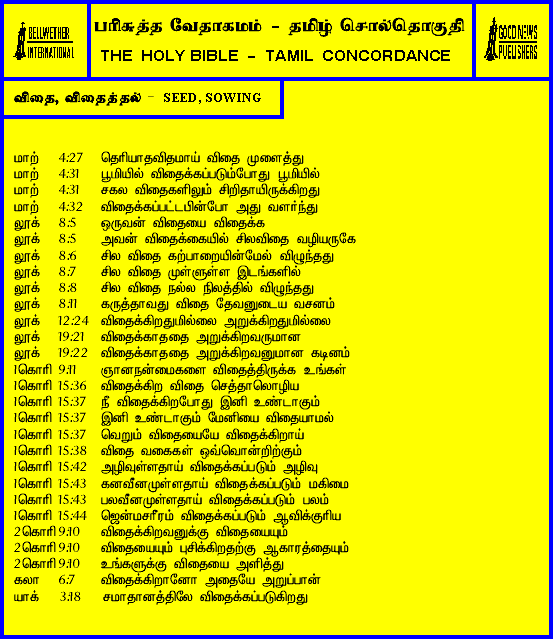 BELLWETHER
INTERNATIONAL
பரிசுத்த வேதாகமம் - தமிழ் சொல்தொகுதி
THE HOLY BIBLE - TAMIL CONCORDANCE
GOOD NEWS
PUBLISHERS
விதை, விதைத்தல் - SEED, SOWING
மாற் 4:27 தெரியாதவிதமாய் விதை முளைத்து
மாற் 4:31 பூமியில் விதைக்கப்படும்போது பூமியில்
மாற் 4:31 சகல விதைகளிலும் சிறிதாயிருக்கிறது
மாற் 4:32 விதைக்கப்பட்டபின்போ அது வளர்ந்து
லூக் 8:5 ஒருவன் விதையை விதைக்க
லூக் 8:5 அவன் விதைக்கையில் சிலவிதை வழியருகே
லூக் 8:6 சில விதை கற்பாறையின்மேல் விழுந்தது
லூக் 8:7 சில விதை முள்ளுள்ள இடங்களில்
லூக் 8:8 சில விதை நல்ல நிலத்தில் விழுந்தது
லூக் 8:11 கருத்தாவது விதை தேவனுடைய வசனம்
லூக் 12:24 விதைக்கிறதுமில்லை அறுக்கிறதுமில்லை
லூக் 19:21 விதைக்காததை அறுக்கிறவருமான
லூக் 19:22 விதைக்காததை அறுக்கிறவனுமான கடினம்
1கொரி 9:11 ஞானநன்மைகளை விதைத்திருக்க உங்கள்
1கொரி 15:36 விதைக்கிற விதை செத்தாலொழிய
1கொரி 15:37 நீ விதைக்கிறபோது இனி உண்டாகும்
1கொரி 15:37 இனி உண்டாகும் மேனியை விதையாமல்
1கொரி 15:37 வெறும் விதையையே விதைக்கிறாய்
1கொரி 15:38 விதை வகைகள் ஒவ்வொன்றிற்கும்
1கொரி 15:42 அழிவுள்ளதாய் விதைக்கப்படும் அழிவு
1கொரி 15:43 கனவீனமுள்ளதாய் விதைக்கப்படும் மகிமை
1கொரி 15:43 பலவீனமுள்ளதாய் விதைக்கப்படும் பலம்
1கொரி 15:44 ஜென்மசரீரம் விதைக்கப்படும் ஆவிக்குரிய
2கொரி 9:10 விதைக்கிறவனுக்கு விதையையும்
2கொரி 9:10 விதையையும் புசிக்கிறதற்கு ஆகாரத்தையும்
2கொரி 9:10 உங்களுக்கு விதையை அளித்து
கலா 6:7 விதைக்கிறானோ அதையே அறுப்பான்
யாக் 3:18 சமாதானத்திலே விதைக்கப்படுகிறது